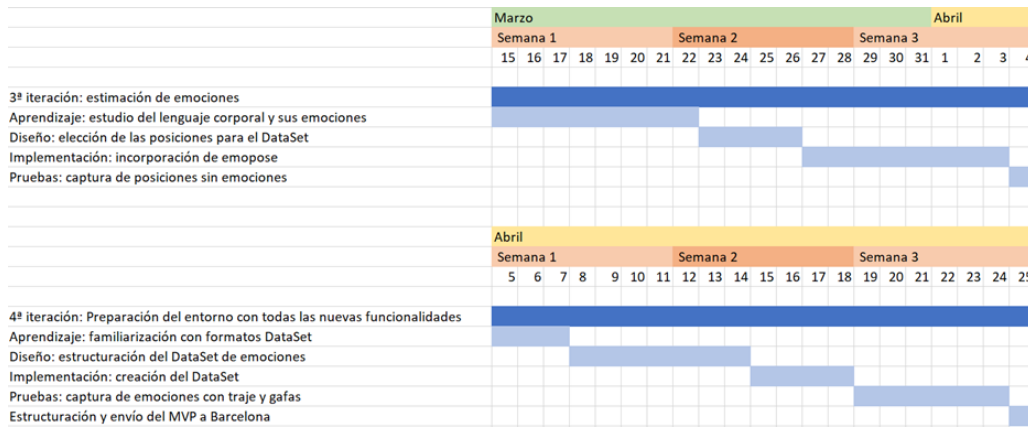 Marzo Abril
Semana 1 Semana 2 Semana 3
15 16 17 18 19 20 21 22 23 24 25 26 27 28 29 30 31 1 2 3 4
3ª iteración: estimación de emociones
Aprendizaje: estudio del lenguaje corporal y sus emociones
Diseño: elección de las posiciones para el DataSet
Implementación: incorporación de emopose
Pruebas: captura de posiciones sin emociones
Abril
Semana 1 Semana 2 Semana 3
5 6 7 8 9 10 11 12 13 14 15 16 17 18 19 20 21 22 23 24 25
4ª iteración: Preparación del entorno con todas las nuevas funcionalidades
Aprendizaje: familiarización con formatos DataSet
Diseño: estructuración del DataSet de emociones
Implementación: creación del DataSet
Pruebas: captura de emociones con traje y gafas
Estructuración y envío del MVP a Barcelona